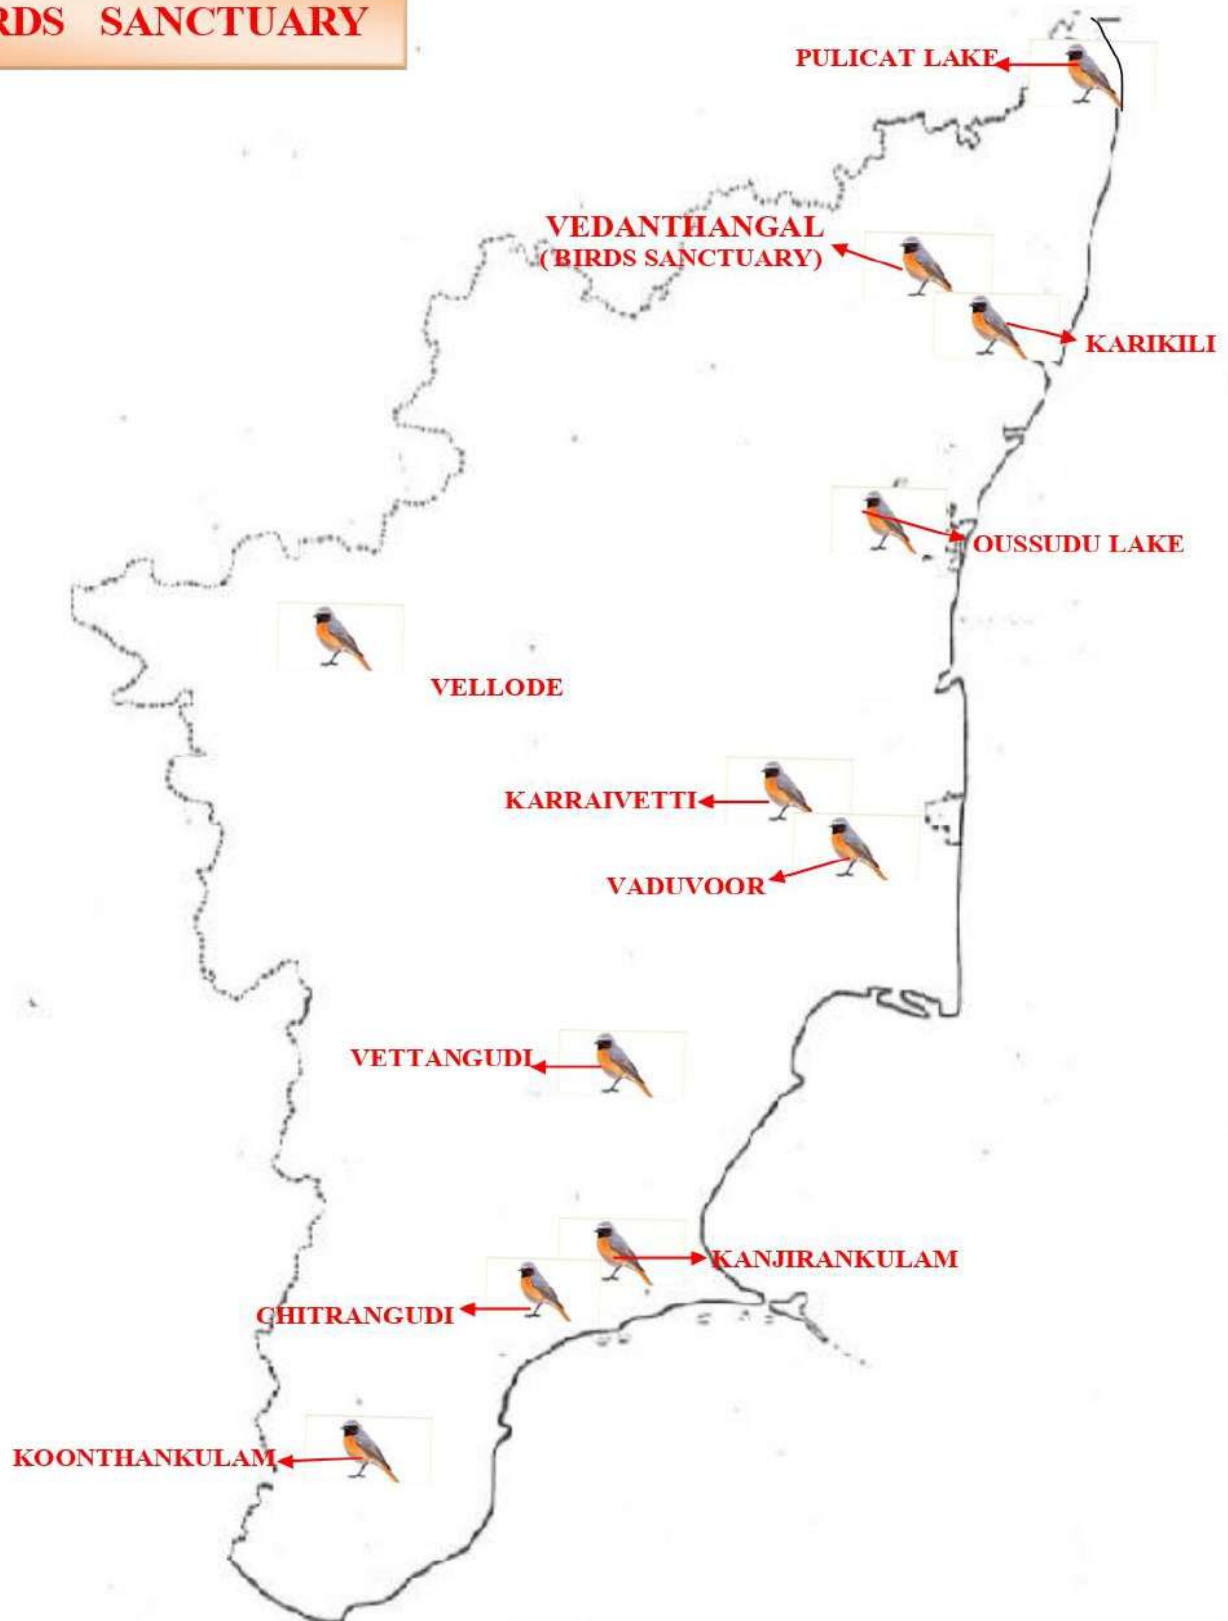 RDS SANCTUARY
PULICAT LAKE
VEDANTHANGAL
( BIRDS SANCTUARY)
KARIKILI
OUSSUDU LAKE
VELLODE
KARRAIVETTI
VADUVOOR
VETTANGUDI
KANJIRANKULAM
CHITRANGUDI
KOONTHANKULAM